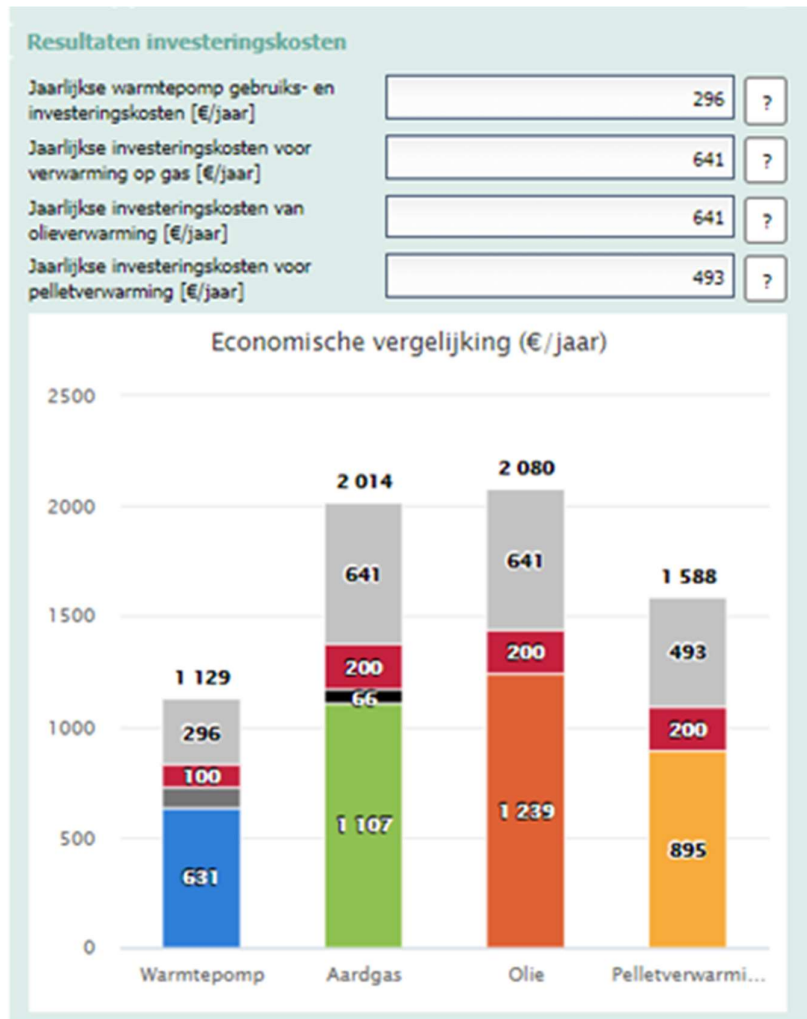 Resultaten investeringskosten
Jaarlijkse warmtepomp gebruiks- en
investeringskosten [€/jaar]
296
?
Jaarlijkse investeringskosten voor
verwarming op gas [€/jaar]
641
?
Jaarlijkse investeringskosten van
olieverwarming [€/jaar]
641
?
Jaarlijkse investeringskosten voor
pelletverwarming [€/jaar]
493
?
Economische vergelijking (€/jaar)
2500
2000
1500
1000
500
0
1 129
296
100
631
2 014
641
200
66
1 107
2 080
641
200
1 239
1 588
493
200
895
Warmtepomp
Aardgas
Olie
Pelletverwarmi...